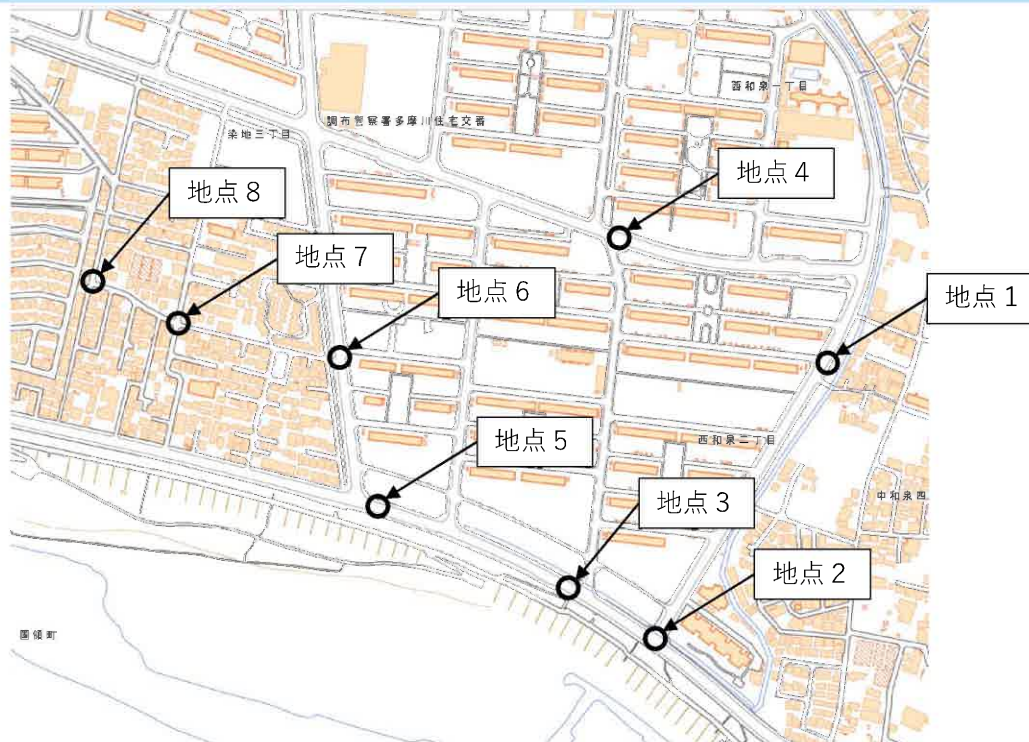 西和泉一丁目
調布警察署多摩川住宅交番
染地三丁目
地点4
地点8
地点7
地点6
地点1
地点5
西和泉二丁目
地点3
中和泉四
地点2
国領町